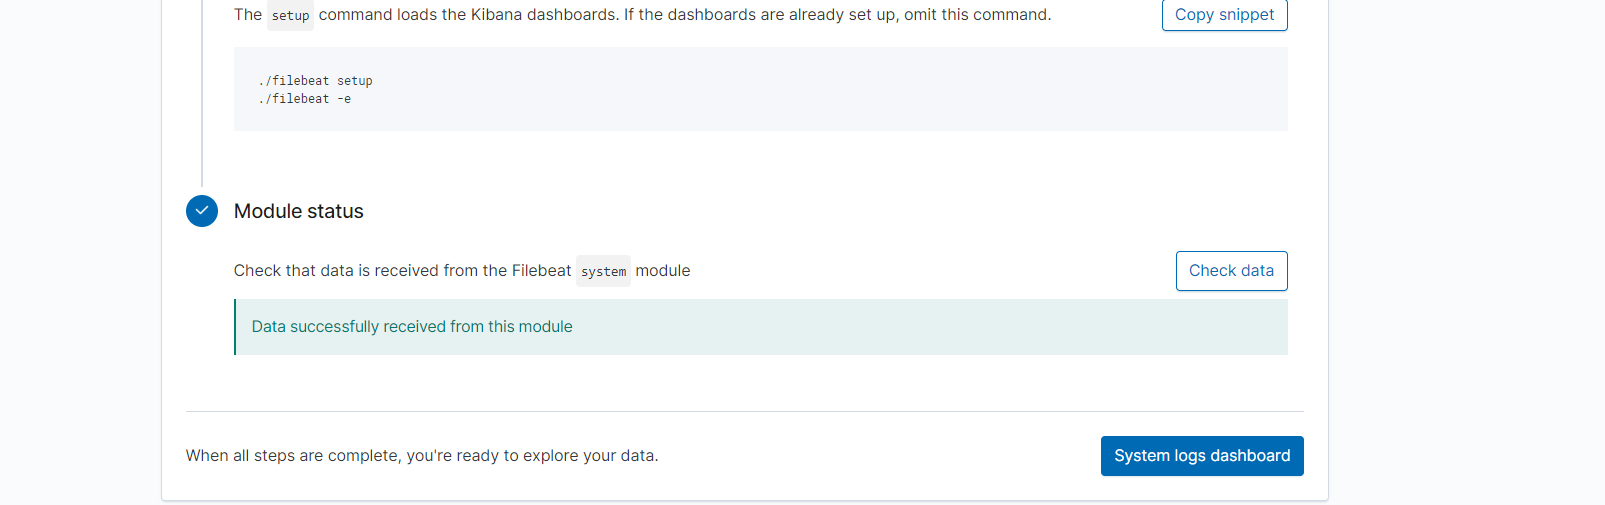 The setup command loads the Kibana dashboards. If the dashboards are already set up, omit this command.
Copy snippet
./filebeat setup
./filebeat -e
Module status
Check that data is received from the Filebeat system module
Check data
Data successfully received from this module
When all steps are complete, you're ready to explore your data.
System logs dashboard